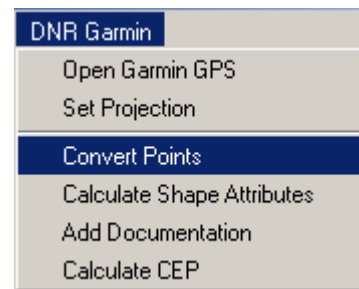 DNR Garmin
Open Garmin GPS
Set Projection
Convert Points
Calculate Shape Attributes
Add Documentation
Calculate CEP